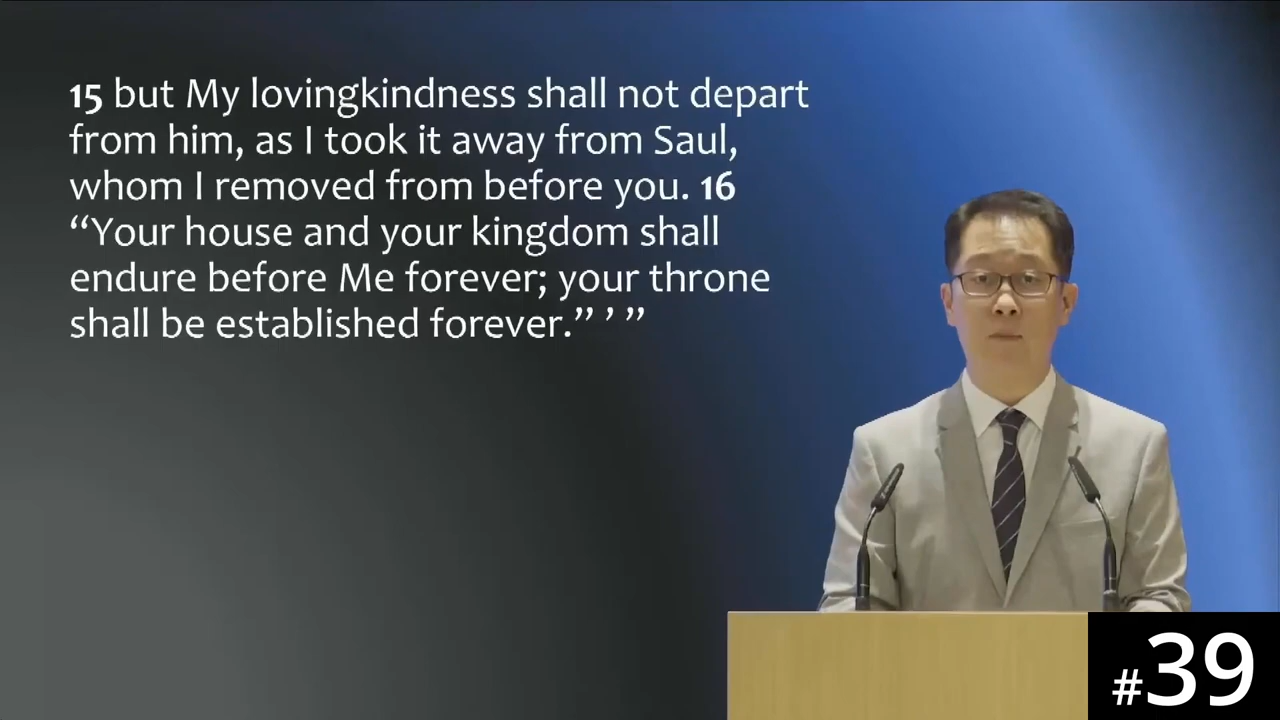 15 but My lovingkindness shall not depart
from him, as I took it away from Saul,
whom I removed from before you. 16
“Your house and your kingdom shall
endure before Me forever; your throne
shall be established forever.” ’ ”
#39